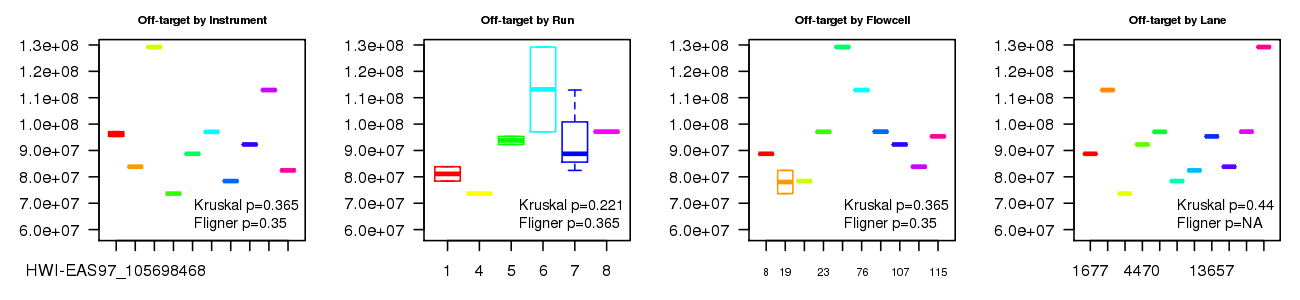 Off-target by Instrument
1.3e+08
1.2e+08
1.1e+08
1.0e+08
9.0e+07
8.0e+07
7.0e+07
6.0e+07
Kruskal p=0.365
Fligner p=0.35
HWI-EAS97_105698468
Off-target by Run
1.3e+08
1.2e+08
1.1e+08
1.0e+08
9.0e+07
8.0e+07
7.0e+07
6.0e+07
Kruskal p=0.221
Fligner p=0.365
1 4 5 6 7 8
Off-target by Flowcell
1.3e+08
1.2e+08
1.1e+08
1.0e+08
9.0e+07
8.0e+07
7.0e+07
6.0e+07
Kruskal p=0.365
Fligner p=0.35
8 19 23 76 107 115
Off-target by Lane
1.3e+08
1.2e+08
1.1e+08
1.0e+08
9.0e+07
8.0e+07
7.0e+07
6.0e+07
Kruskal p=0.44
Fligner p=NA
1677 4470 13657